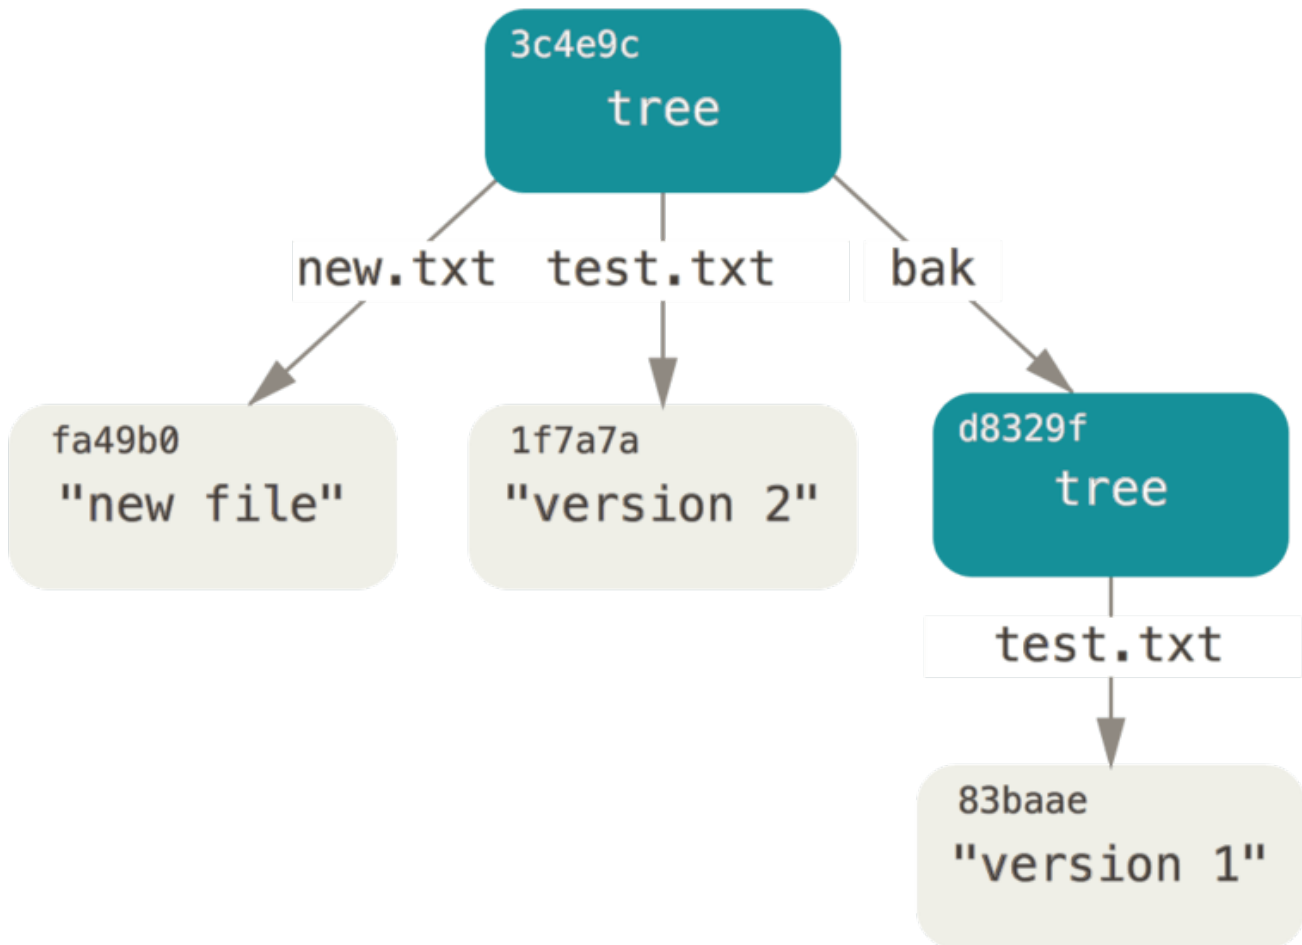 3c4e9c
tree
new.txt
test.txt
bak
fa49b0
"new file"
1f7a7a
"version 2"
d8329f
tree
test.txt
83baae
"version 1"